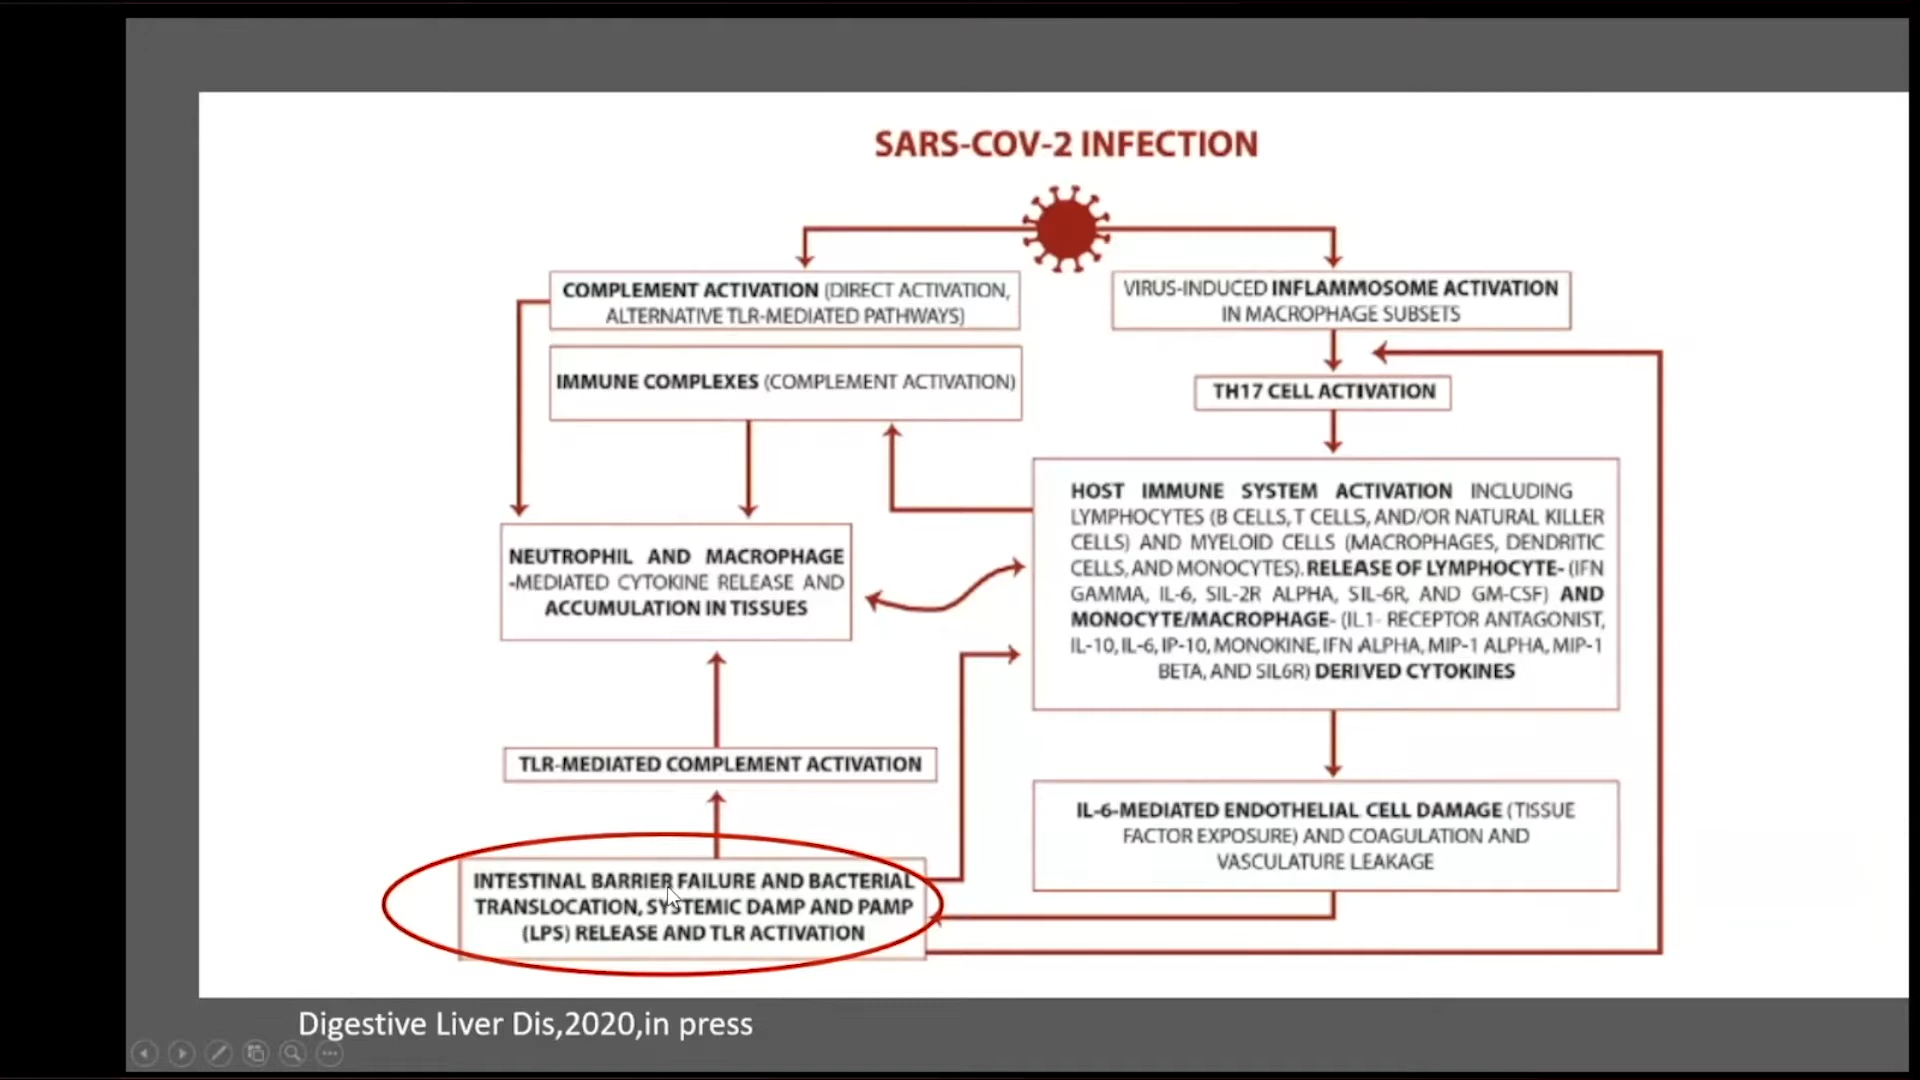 SARS-COV-2 INFECTION
COMPLEMENT ACTIVATION (DIRECT ACTIVATION,
ALTERNATIVE TLR-MEDIATED PATHWAYS)
VIRUS-INDUCED INFLAMMOSOME ACTIVATION
IN MACROPHAGE SUBSETS
IMMUNE COMPLEXES (COMPLEMENT ACTIVATION)
TH17 CELL ACTIVATION
HOST IMMUNE SYSTEM ACTIVATION INCLUDING
LYMPHOCYTES (B CELLS, T CELLS, AND/OR NATURAL KILLER
CELLS) AND MYELOID CELLS (MACROPHAGES, DENDRITIC
CELLS, AND MONOCYTES). RELEASE OF LYMPHOCYTE- (IFN
GAMMA, IL-6, SIL-2R ALPHA, SIL-6R, AND GM-CSF) AND
MONOCYTE/MACROPHAGE- (IL1- RECEPTOR ANTAGONIST,
IL-10, IL-6, IP-10, MONOKINE, IFN ALPHA, MIP-1 ALPHA, MIP-1
BETA, AND SIL6R) DERIVED CYTOKINES
NEUTROPHIL AND MACROPHAGE
-MEDIATED CYTOKINE RELEASE AND
ACCUMULATION IN TISSUES
TLR-MEDIATED COMPLEMENT ACTIVATION
IL-6-MEDIATED ENDOTHELIAL CELL DAMAGE (TISSUE
FACTOR EXPOSURE) AND COAGULATION AND
VASCULATURE LEAKAGE
INTESTINAL BARRIER FAILURE AND BACTERIAL
TRANSLOCATION, SYSTEMIC DAMP AND PAMP
(LPS) RELEASE AND TLR ACTIVATION
Digestive Liver Dis,2020,in press